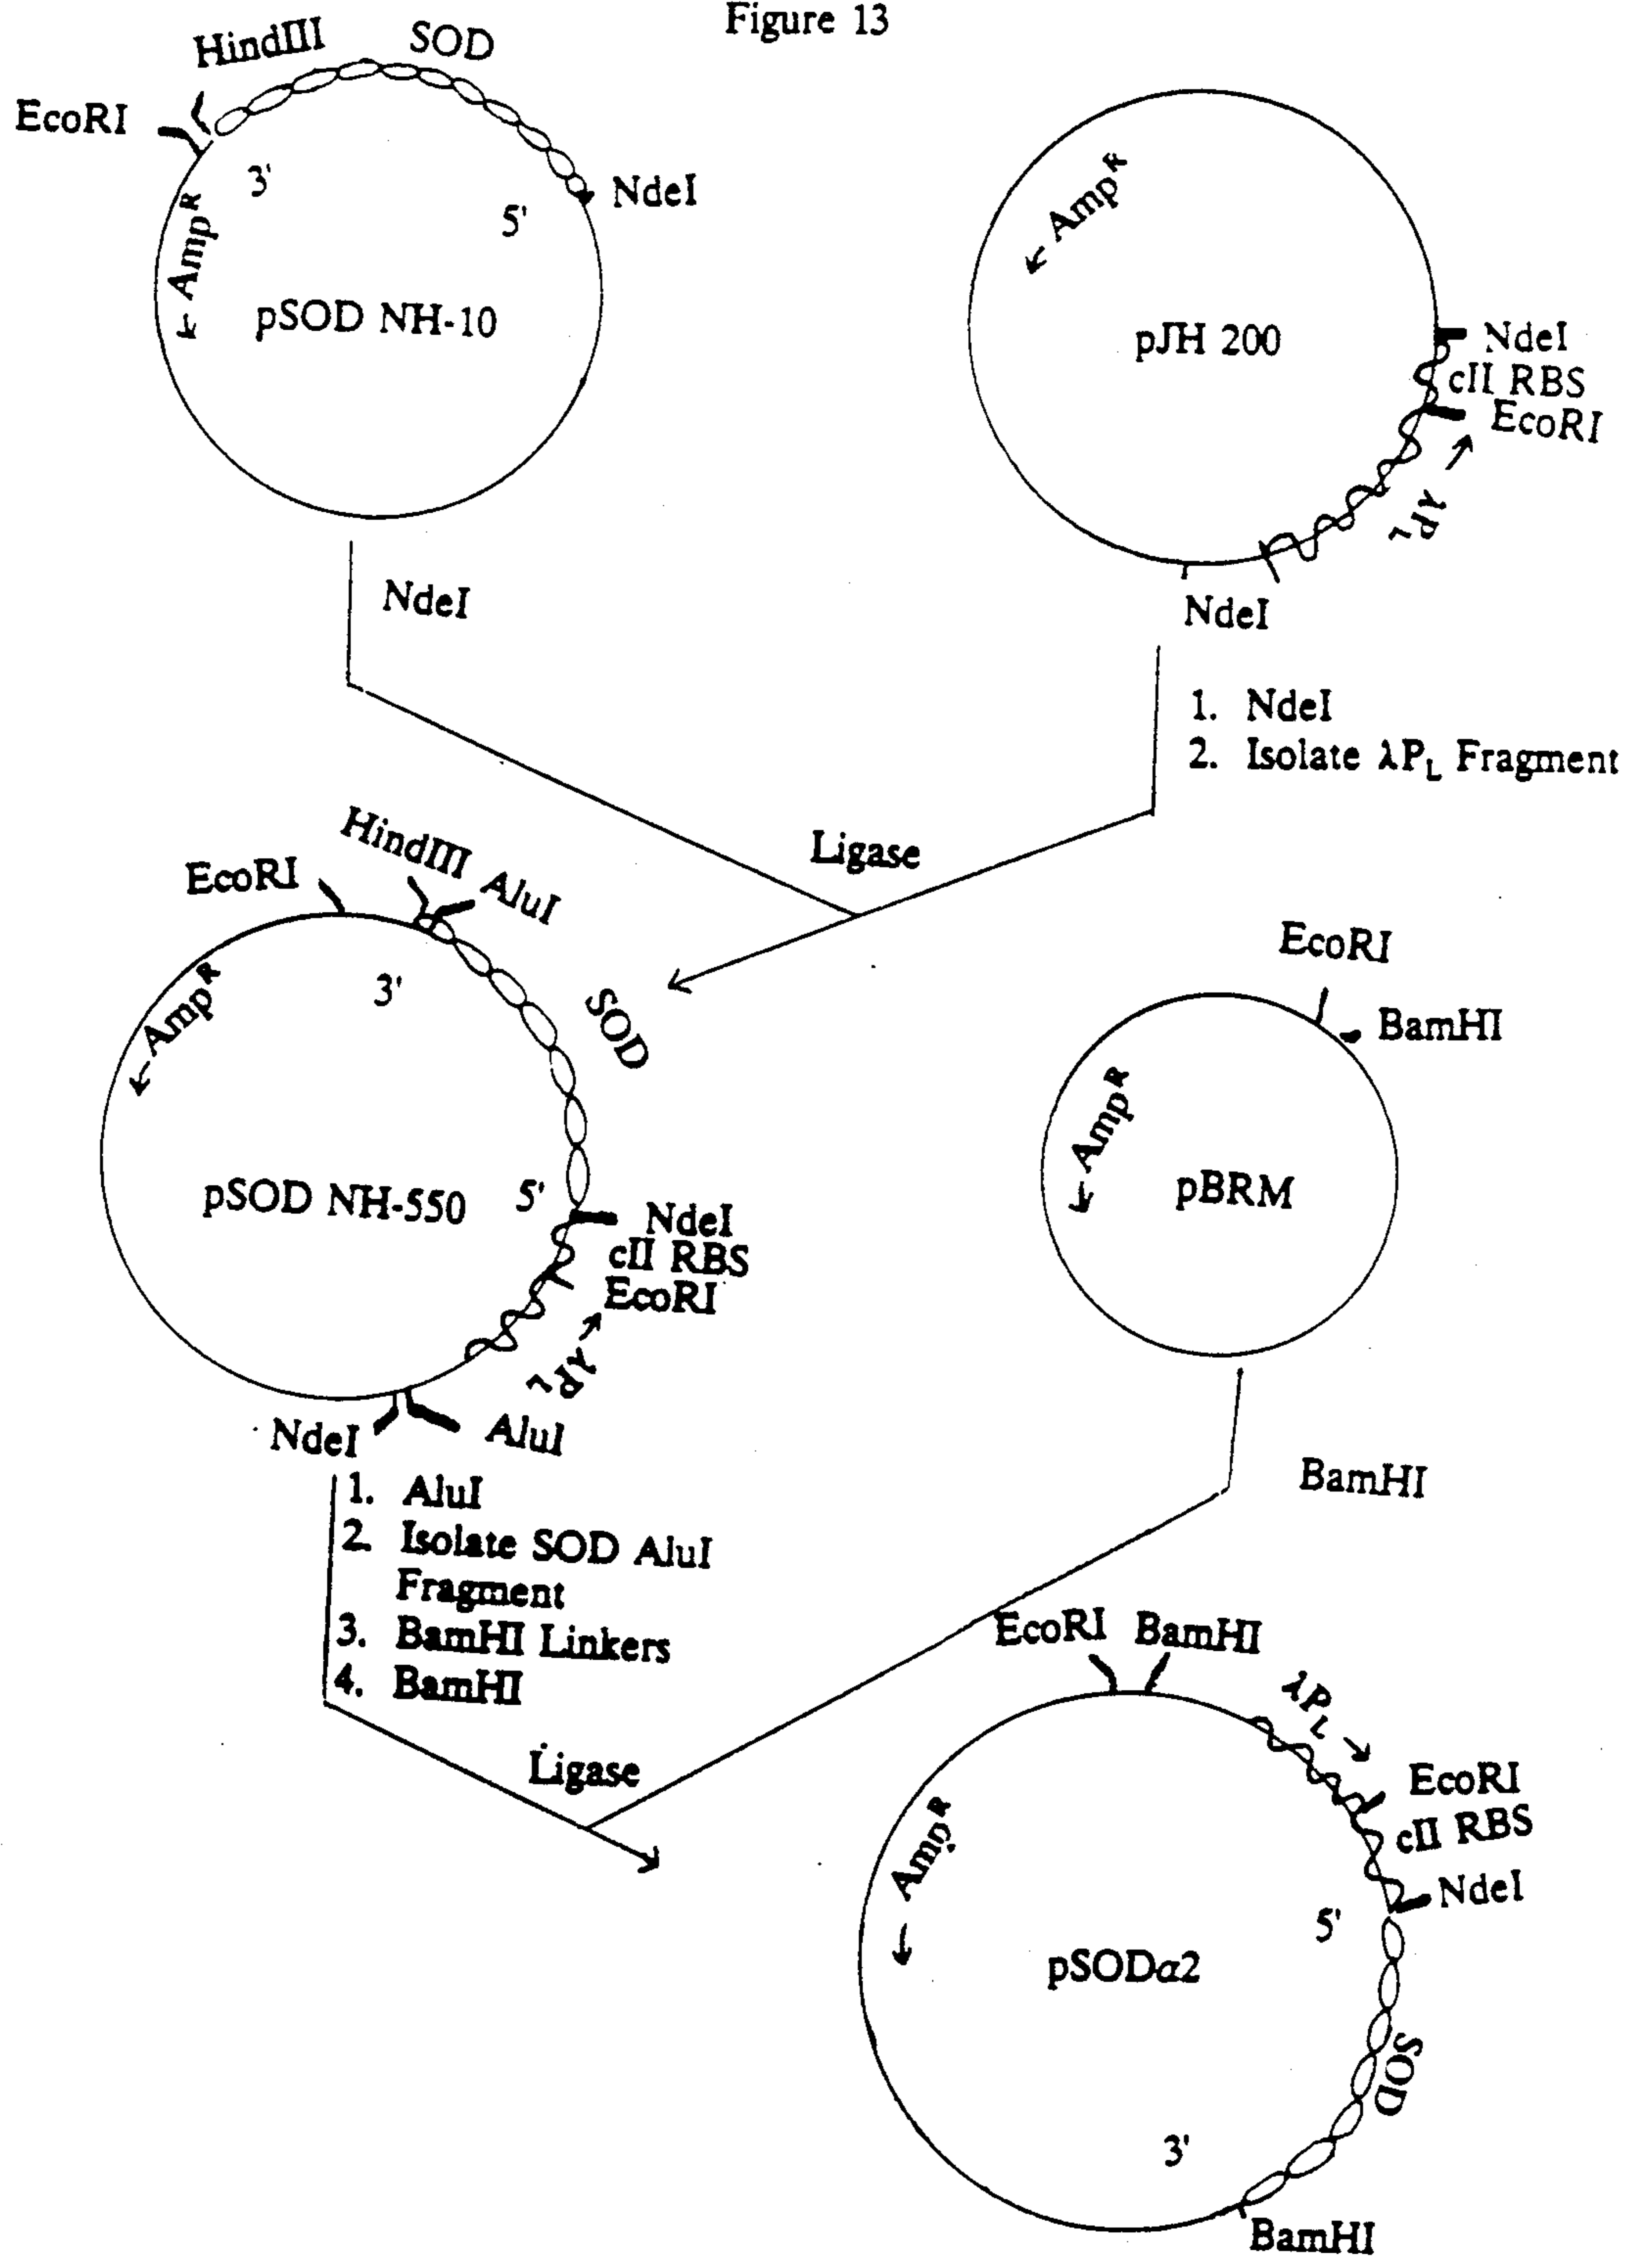 Figure 13
HindIII
SOD
EcoRI
3'
NdeI
5'
← Amp^R
pSOD NH-10
← Amp^R
pJH 200
NdeI
cII RBS
EcoRI
λP_L →
NdeI
NdeI
1. NdeI
2. Isolate λP_L Fragment
Ligase
HindIII
EcoRI
AluI
3'
← Amp^R
SOD
pSOD NH-550
5'
NdeI
cII RBS
EcoRI
λP_L →
NdeI
AluI
EcoRI
BamHI
← Amp^R
pBRM
BamHI
1. AluI
2. Isolate SOD AluI
Fragment
3. BamHI Linkers
4. BamHI
Ligase
EcoRI
BamHI
λP_L →
EcoRI
cII RBS
NdeI
← Amp^R
5'
pSODα2
SOD
3'
BamHI